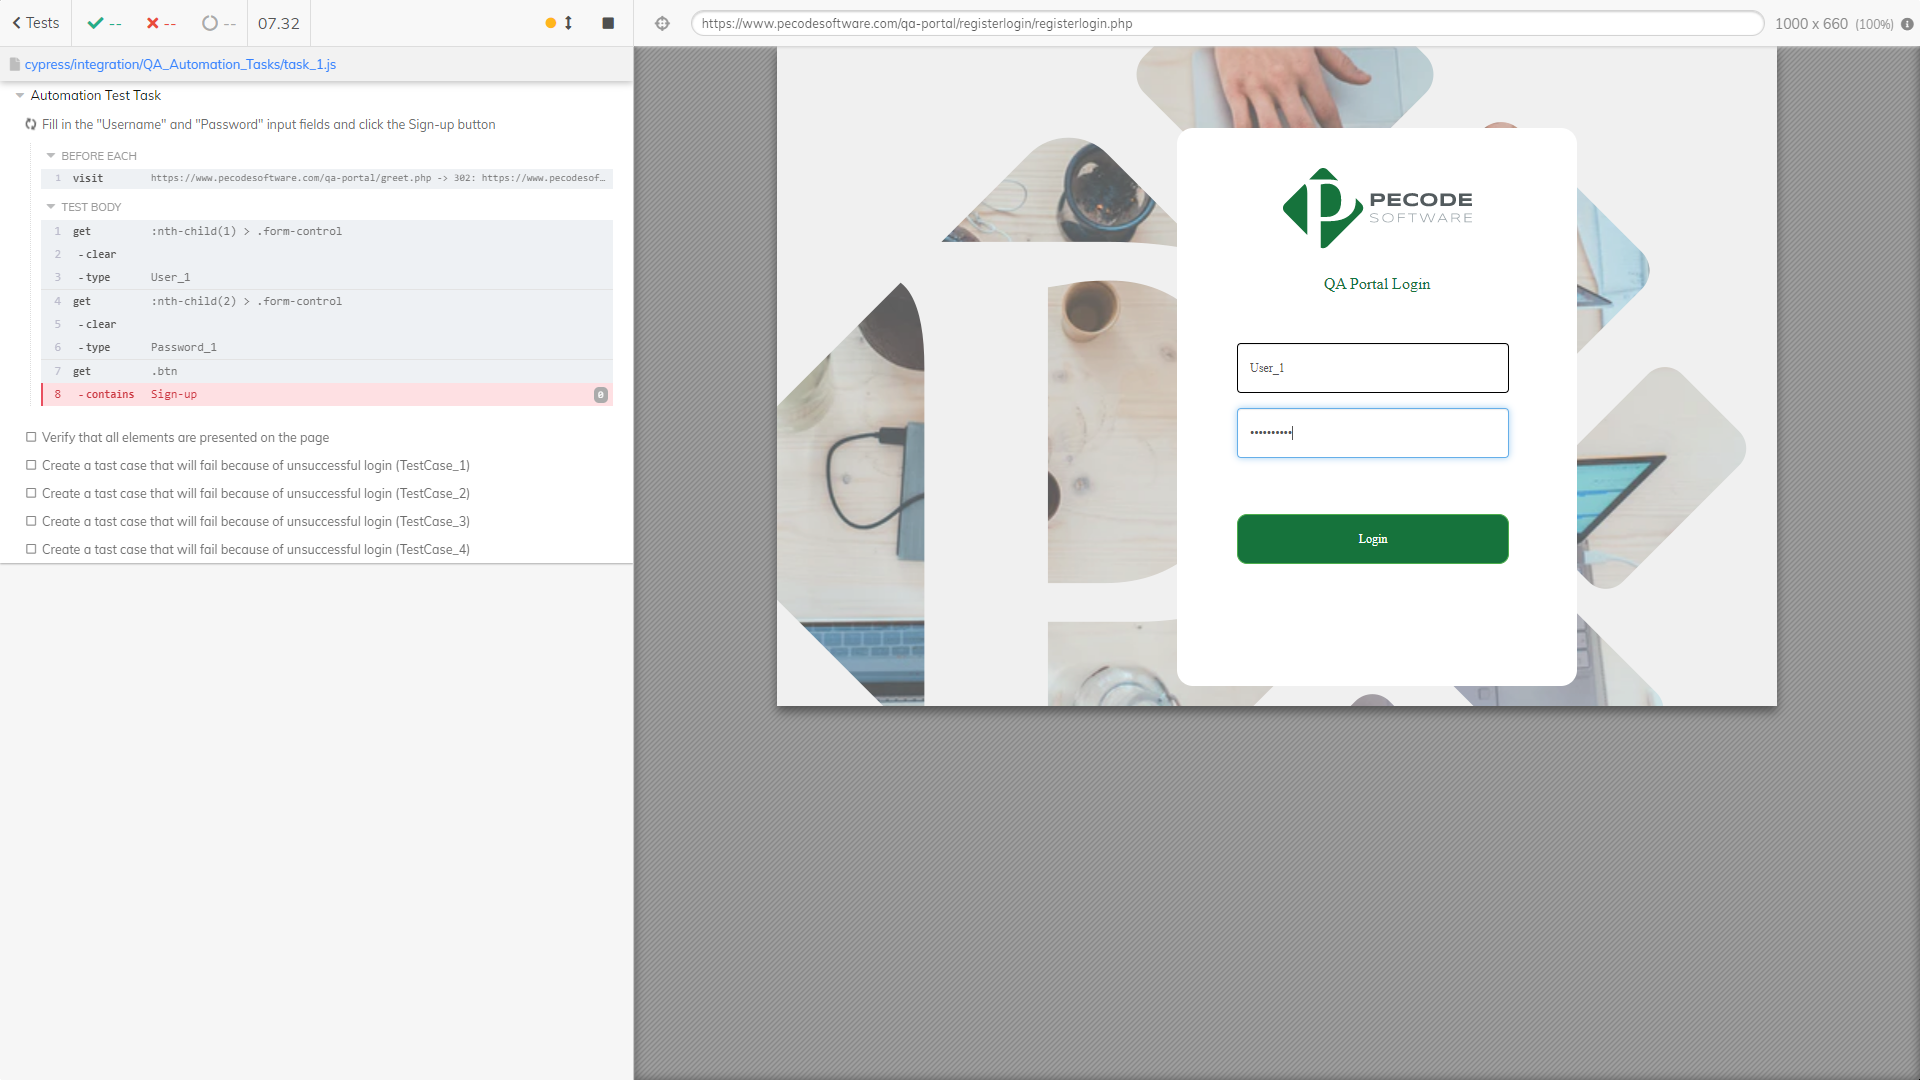 Tests
--
--
--
07.32
https://www.pecodesoftware.com/qa-portal/registerlogin/registerlogin.php
1000 x 660 (100%)
cypress/integration/QA_Automation_Tasks/task_1.js
Automation Test Task
Fill in the "Username" and "Password" input fields and click the Sign-up button
BEFORE EACH
1 visit https://www.pecodesoftware.com/qa-portal/greet.php -> 302: https://www.pecodesof...
TEST BODY
1 get :nth-child(1) > .form-control
2 -clear
3 -type User_1
4 get :nth-child(2) > .form-control
5 -clear
6 -type Password_1
7 get .btn
8 -contains Sign-up 0
Verify that all elements are presented on the page
Create a tast case that will fail because of unsuccessful login (TestCase_1)
Create a tast case that will fail because of unsuccessful login (TestCase_2)
Create a tast case that will fail because of unsuccessful login (TestCase_3)
Create a tast case that will fail because of unsuccessful login (TestCase_4)
PECODE
SOFTWARE
QA Portal Login
User_1
••••••••••
Login